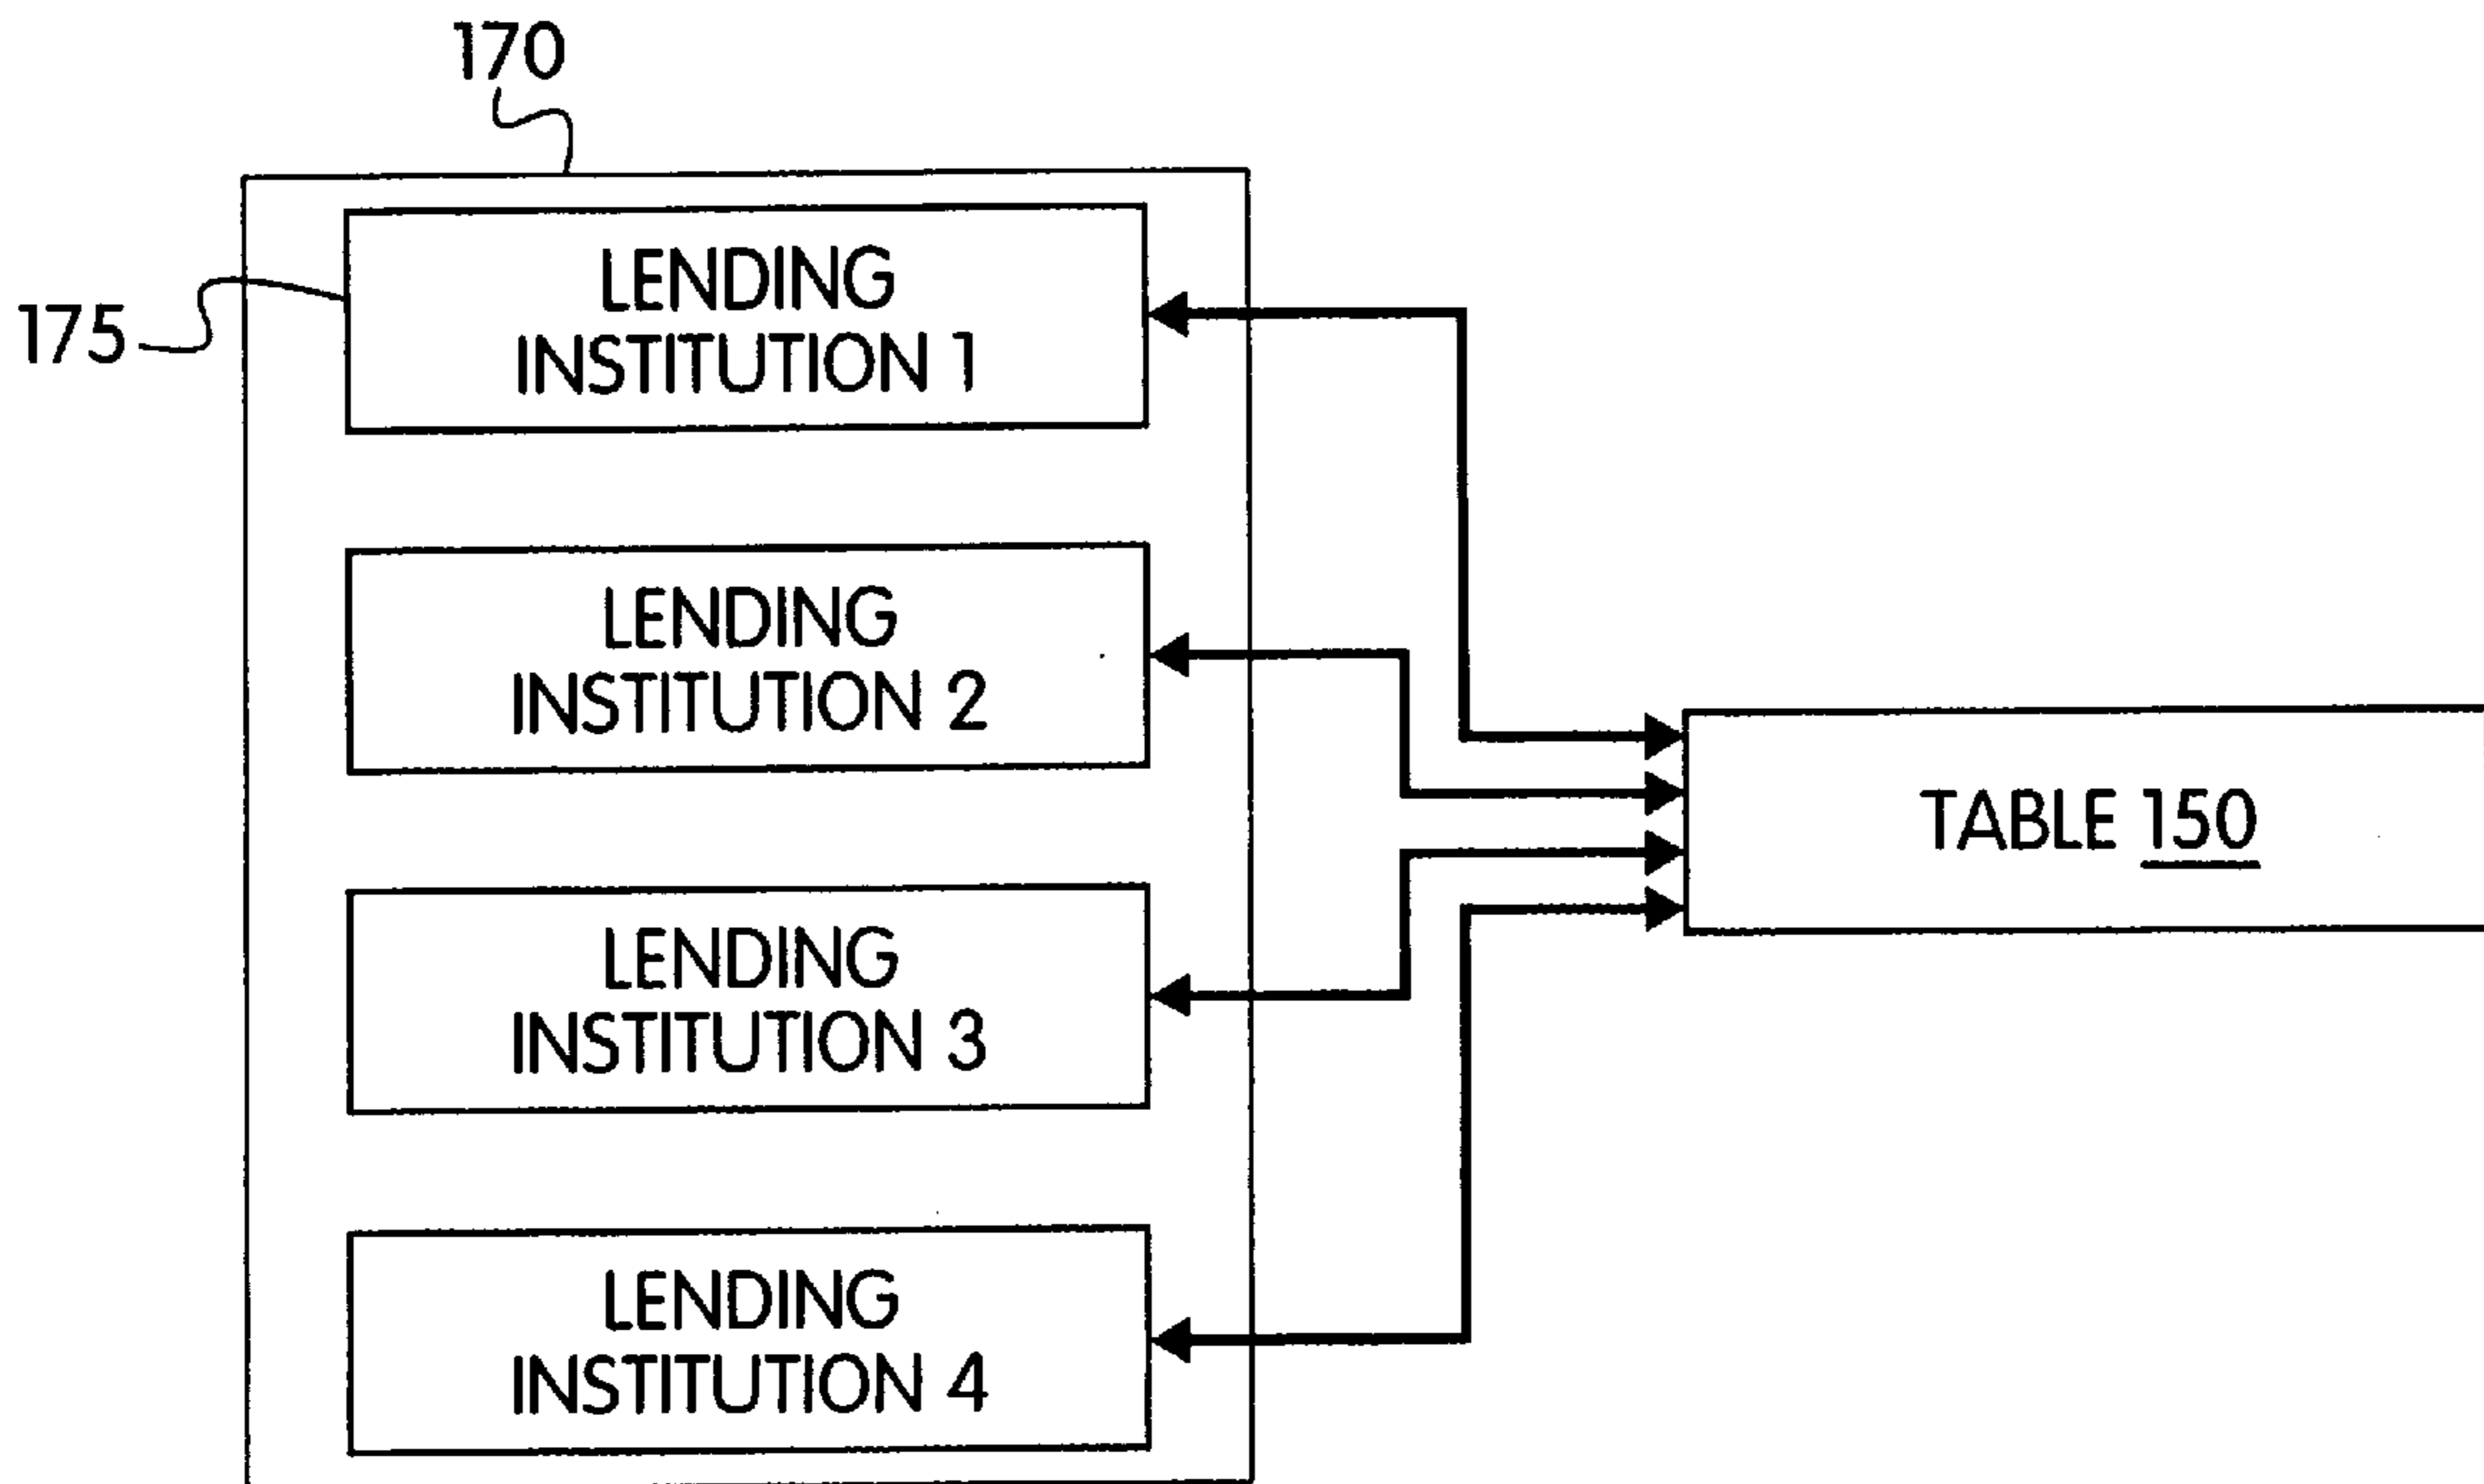 170
175
LENDING
INSTITUTION 1
LENDING
INSTITUTION 2
TABLE 150
LENDING
INSTITUTION 3
LENDING
INSTITUTION 4